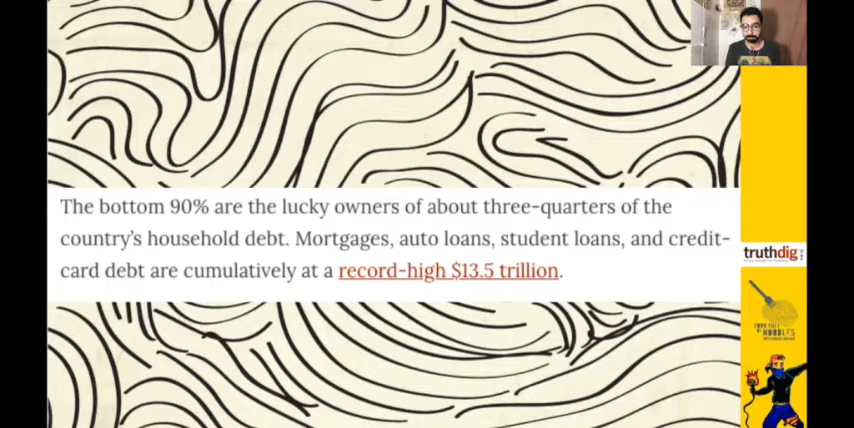 The bottom 90% are the lucky owners of about three-quarters of the
country's household debt. Mortgages, auto loans, student loans, and credit-
card debt are cumulatively at a record-high $13.5 trillion.
truthdig
NOODLES